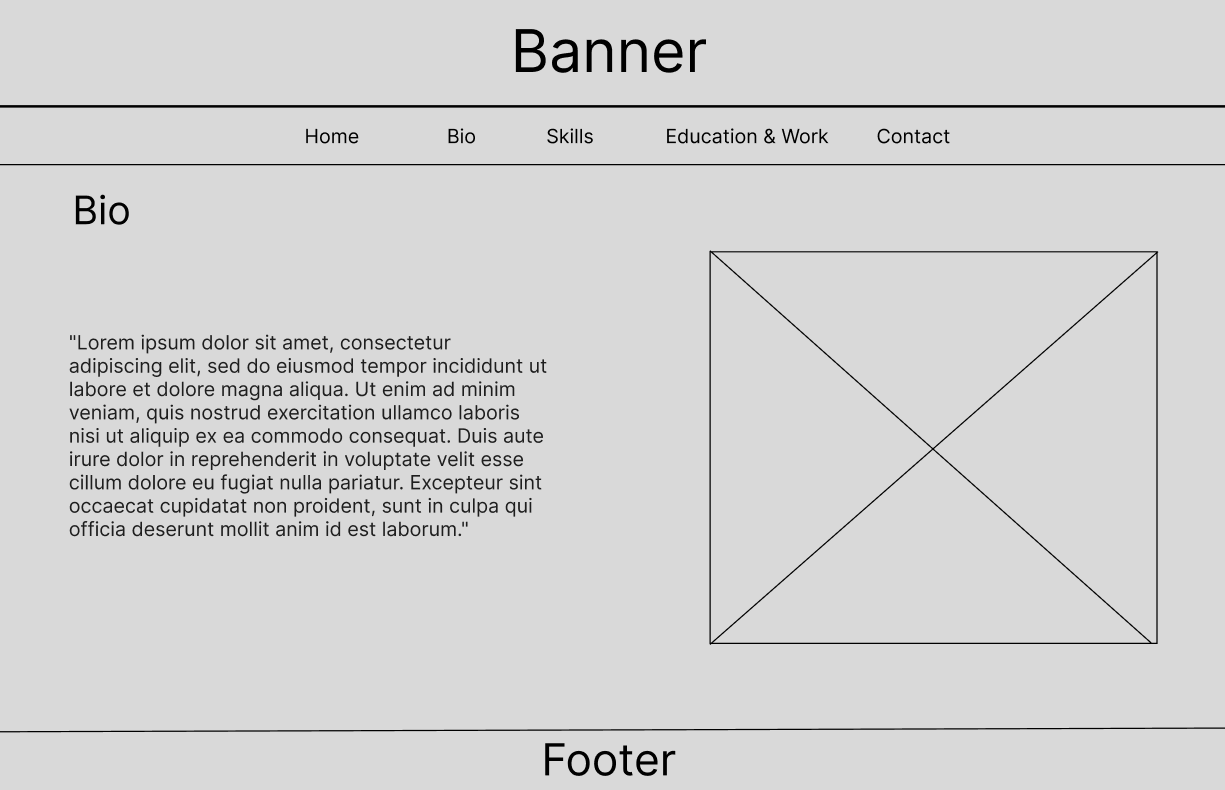 Banner
Home Bio Skills Education & Work Contact
Bio
"Lorem ipsum dolor sit amet, consectetur
adipiscing elit, sed do eiusmod tempor incididunt ut
labore et dolore magna aliqua. Ut enim ad minim
veniam, quis nostrud exercitation ullamco laboris
nisi ut aliquip ex ea commodo consequat. Duis aute
irure dolor in reprehenderit in voluptate velit esse
cillum dolore eu fugiat nulla pariatur. Excepteur sint
occaecat cupidatat non proident, sunt in culpa qui
officia deserunt mollit anim id est laborum."
Footer